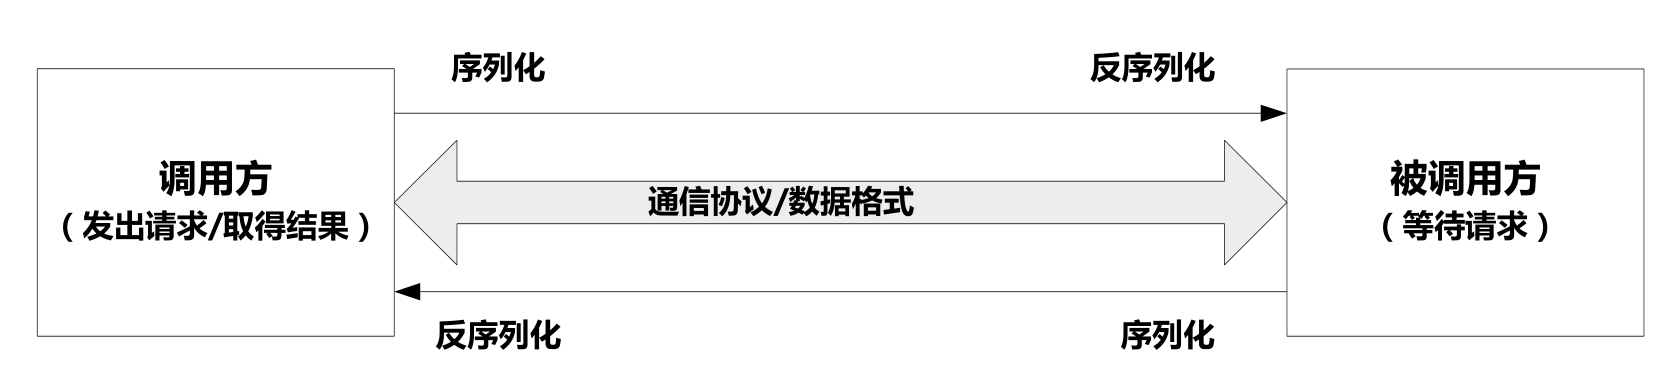 序列化
反序列化
调用方
（发出请求/取得结果）
通信协议/数据格式
被调用方
（等待请求）
反序列化
序列化